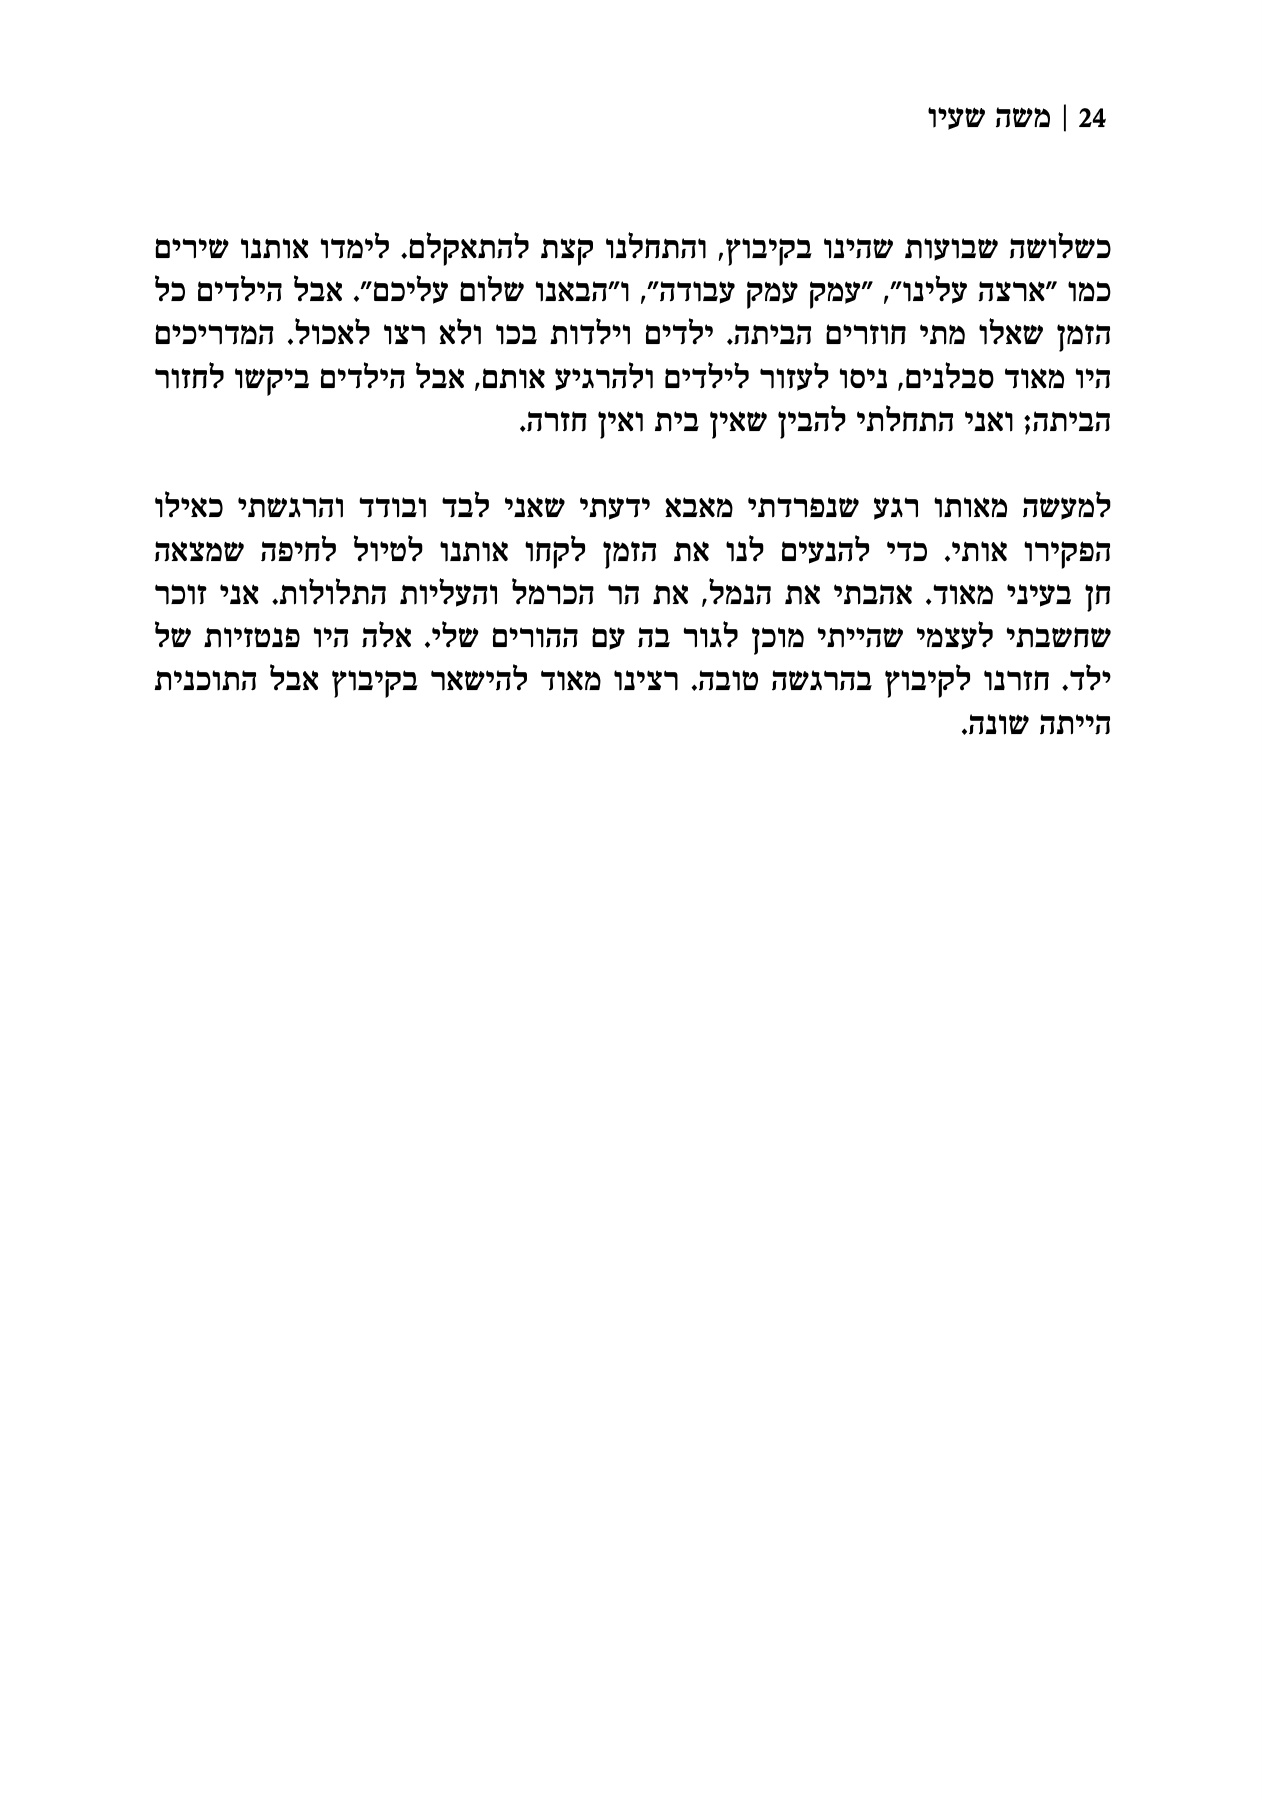 24 | משה שעיו
כשלושה שבועות שהינו בקיבוץ, והתחלנו קצת להתאקלם. לימדו אותנו שירים
כמו "ארצה עלינו", "עמק עמק עבודה", ו"הבאנו שלום עליכם". אבל הילדים כל
הזמן שאלו מתי חוזרים הביתה. ילדים וילדות בכו ולא רצו לאכול. המדריכים
היו מאוד סבלנים, ניסו לעזור לילדים ולהרגיע אותם, אבל הילדים ביקשו לחזור
הביתה; ואני התחלתי להבין שאין בית ואין חזרה.
למעשה מאותו רגע שנפרדתי מאבא ידעתי שאני לבד ובודד והרגשתי כאילו
הפקירו אותי. כדי להנעים לנו את הזמן לקחו אותנו לטיול לחיפה שמצאה
חן בעיני מאוד. אהבתי את הנמל, את הר הכרמל והעליות התלולות. אני זוכר
שחשבתי לעצמי שהייתי מוכן לגור בה עם ההורים שלי. אלה היו פנטזיות של
ילד. חזרנו לקיבוץ בהרגשה טובה. רצינו מאוד להישאר בקיבוץ אבל התוכנית
הייתה שונה.